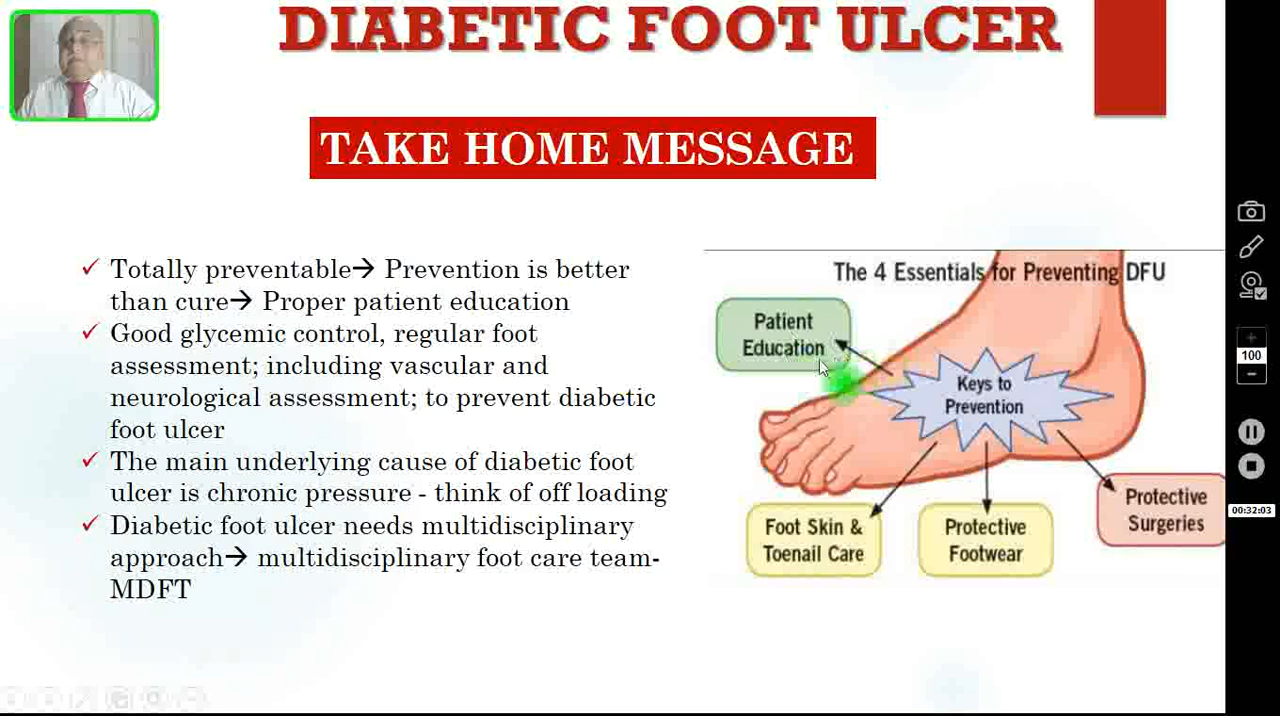 DIABETIC FOOT ULCER
TAKE HOME MESSAGE
✓ Totally preventable→ Prevention is better
than cure→ Proper patient education
✓ Good glycemic control, regular foot
assessment; including vascular and
neurological assessment; to prevent diabetic
foot ulcer
✓ The main underlying cause of diabetic foot
ulcer is chronic pressure - think of off loading
✓ Diabetic foot ulcer needs multidisciplinary
approach→ multidisciplinary foot care team-
MDFT
The 4 Essentials for Preventing DFU
Patient
Education
Keys to
Prevention
Foot Skin &
Toenail Care
Protective
Footwear
Protective
Surgeries
100
00:32:03